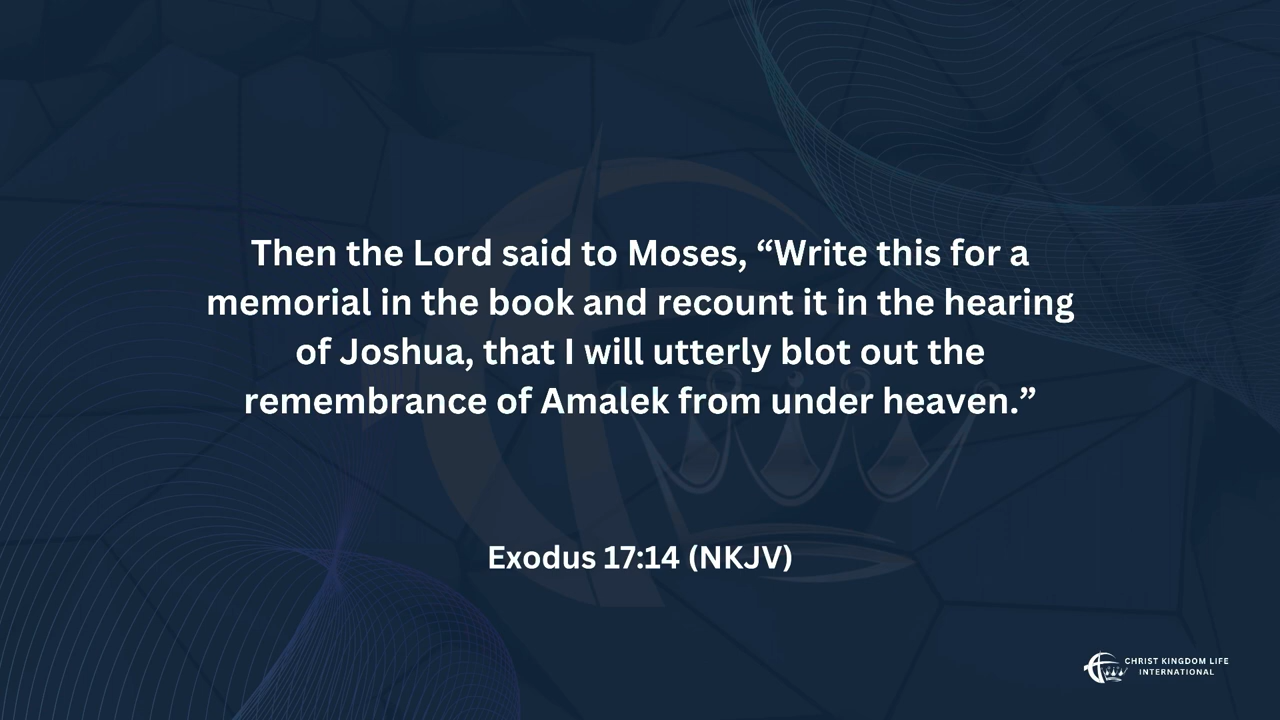 Then the Lord said to Moses, “Write this for a
memorial in the book and recount it in the hearing
of Joshua, that I will utterly blot out the
remembrance of Amalek from under heaven.”
Exodus 17:14 (NKJV)
CHRIST KINGDOM LIFE
INTERNATIONAL